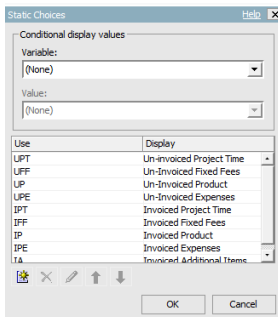 Static Choices Help
Conditional display values
Variable:
(None)
Value:
(None)
Use Display
UPT Un-invoiced Project Time
UFF Un-Invoiced Fixed Fees
UP Un-Invoiced Product
UPE Un-invoiced Expenses
IPT Invoiced Project Time
IFF Invoiced Fixed Fees
IP Invoiced Product
IPE Invoiced Expenses
IA Invoiced Additional Items
OK Cancel